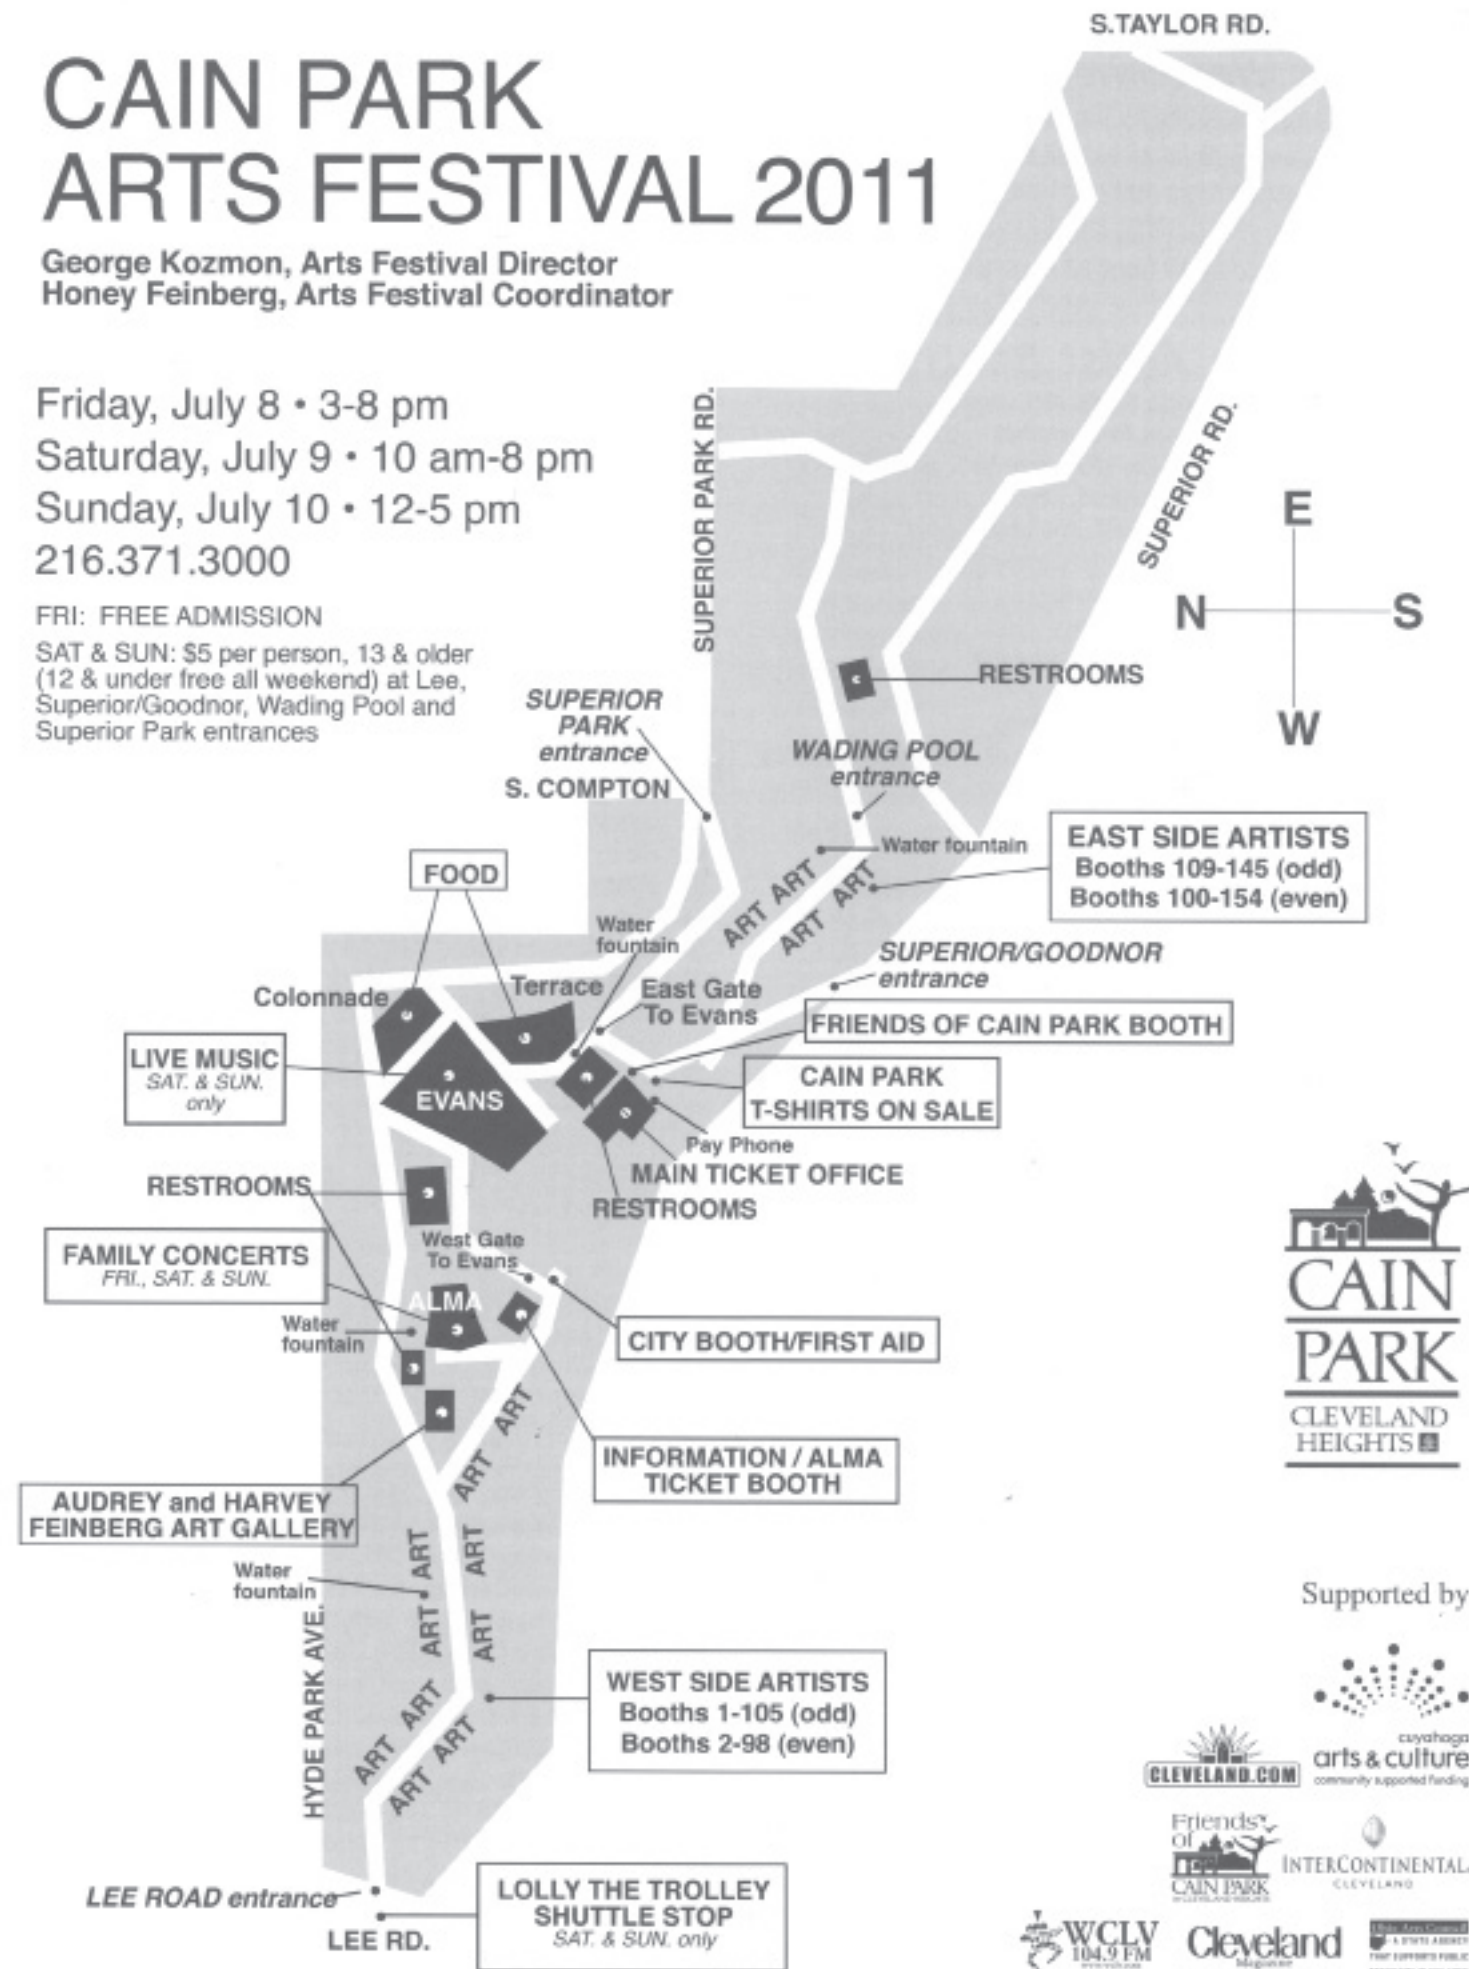 S.TAYLOR RD.
CAIN PARK
ARTS FESTIVAL 2011
George Kozmon, Arts Festival Director
Honey Feinberg, Arts Festival Coordinator
Friday, July 8 • 3-8 pm
Saturday, July 9 • 10 am-8 pm
Sunday, July 10 • 12-5 pm
216.371.3000
FRI: FREE ADMISSION
SAT & SUN: $5 per person, 13 & older
(12 & under free all weekend) at Lee,
Superior/Goodnor, Wading Pool and
Superior Park entrances
SUPERIOR PARK RD.
SUPERIOR RD.
E
N
S
W
RESTROOMS
SUPERIOR
PARK
entrance
S. COMPTON
WADING POOL
entrance
Water fountain
EAST SIDE ARTISTS
Booths 109-145 (odd)
Booths 100-154 (even)
ART ART
ART ART
FOOD
Water
fountain
SUPERIOR/GOODNOR
entrance
Colonnade
Terrace
East Gate
To Evans
FRIENDS OF CAIN PARK BOOTH
LIVE MUSIC
SAT. & SUN.
only
EVANS
CAIN PARK
T-SHIRTS ON SALE
Pay Phone
MAIN TICKET OFFICE
RESTROOMS
RESTROOMS
West Gate
To Evans
FAMILY CONCERTS
FRI., SAT. & SUN.
ALMA
Water
fountain
CITY BOOTH/FIRST AID
INFORMATION / ALMA
TICKET BOOTH
AUDREY and HARVEY
FEINBERG ART GALLERY
ART ART
ART ART
ART ART
Water
fountain
HYDE PARK AVE.
WEST SIDE ARTISTS
Booths 1-105 (odd)
Booths 2-98 (even)
ART ART
ART ART
LEE ROAD entrance
LEE RD.
LOLLY THE TROLLEY
SHUTTLE STOP
SAT. & SUN. only
CAIN
PARK
CLEVELAND
HEIGHTS
Supported by
cuyahoga
arts & culture
community supported funding
CLEVELAND.COM
Friends
of
CAIN PARK
INTERCONTINENTAL
CLEVELAND
WCLV
104.9 FM
Cleveland
Magazine